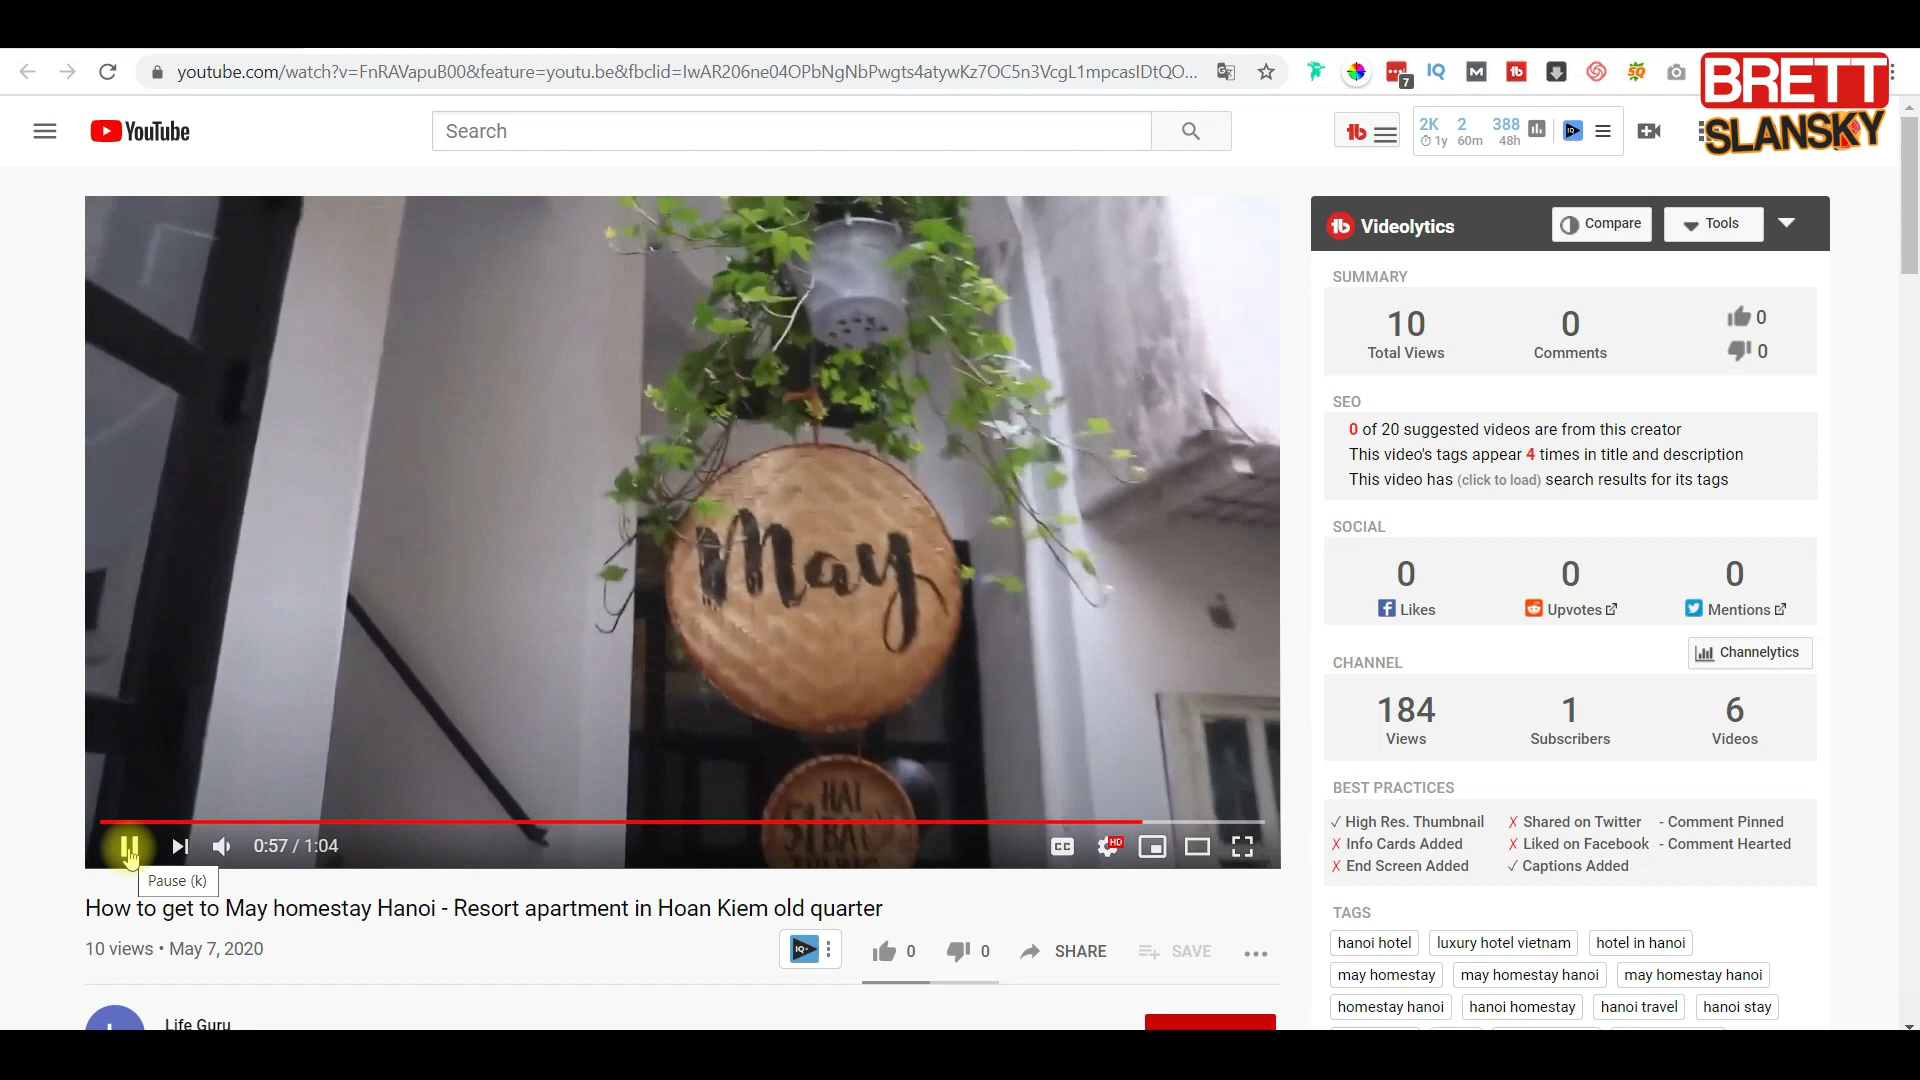 youtube.com/watch?v=FnRAVapuB00&feature=youtu.be&fbclid=IwAR206ne04OPbNgNbPwgts4atywKz7OC5n3VcgL1mpcasIDtQO...
7
IQ
M
BRETT
SLANSKY
YouTube
Search
2K 2 388
1y 60m 48h
May
HAI
Videolytics
Compare
Tools
SUMMARY
10
Total Views
0
Comments
0
0
SEO
0 of 20 suggested videos are from this creator
This video's tags appear 4 times in title and description
This video has (click to load) search results for its tags
SOCIAL
0
Likes
0
Upvotes
0
Mentions
CHANNEL
Channelytics
184
Views
1
Subscribers
6
Videos
BEST PRACTICES
✓ High Res. Thumbnail ✗ Shared on Twitter - Comment Pinned
✗ Info Cards Added ✗ Liked on Facebook - Comment Hearted
✗ End Screen Added ✓ Captions Added
TAGS
hanoi hotel luxury hotel vietnam hotel in hanoi
may homestay may homestay hanoi may homestay hanoi
homestay hanoi hanoi homestay hanoi travel hanoi stay
0:57 / 1:04
CC
HD
Pause (k)
How to get to May homestay Hanoi - Resort apartment in Hoan Kiem old quarter
10 views • May 7, 2020
IQ
0
0
SHARE
SAVE
Life Guru